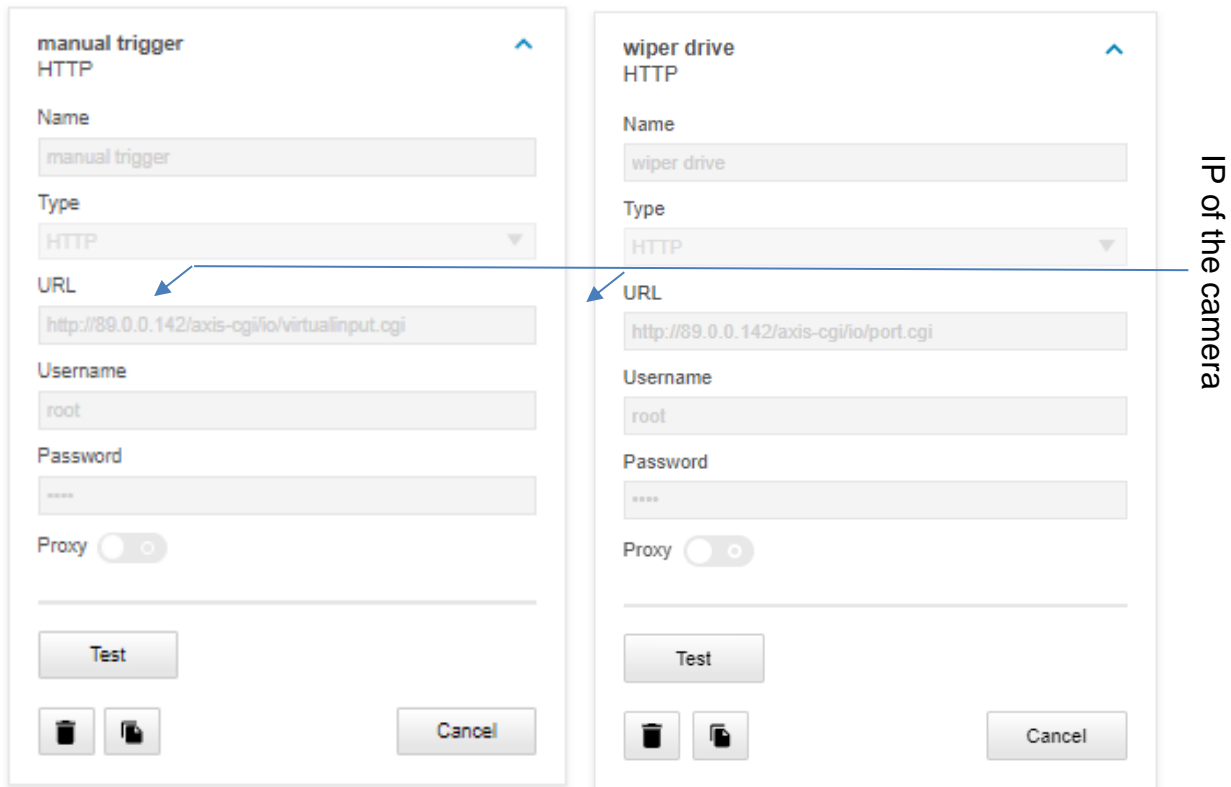 manual trigger
HTTP
Name
manual trigger
Type
HTTP
URL
http://89.0.0.142/axis-cgi/io/virtualinput.cgi
Username
root
Password
••••
Proxy
Test
Cancel
wiper drive
HTTP
Name
wiper drive
Type
HTTP
URL
http://89.0.0.142/axis-cgi/io/port.cgi
Username
root
Password
••••
Proxy
Test
Cancel
IP of the camera